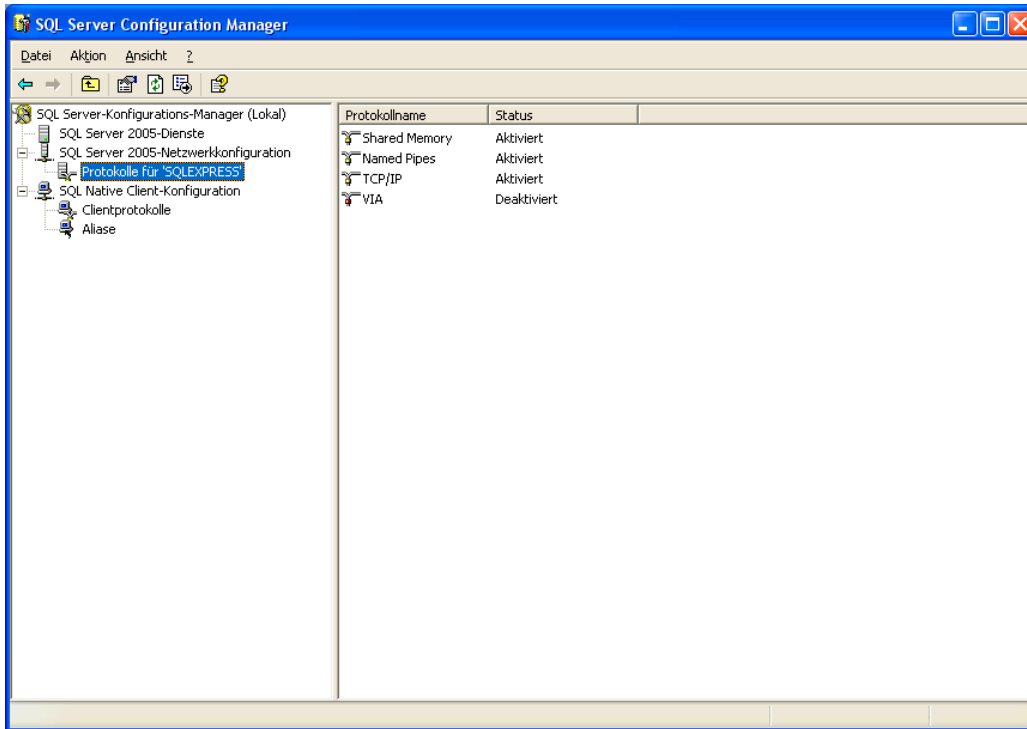 SQL Server Configuration Manager
Datei Aktion Ansicht ?
SQL Server-Konfigurations-Manager (Lokal)
SQL Server 2005-Dienste
SQL Server 2005-Netzwerkkonfiguration
Protokolle für 'SQLEXPRESS'
SQL Native Client-Konfiguration
Clientprotokolle
Aliase
Protokollname Status
Shared Memory Aktiviert
Named Pipes Aktiviert
TCP/IP Aktiviert
VIA Deaktiviert